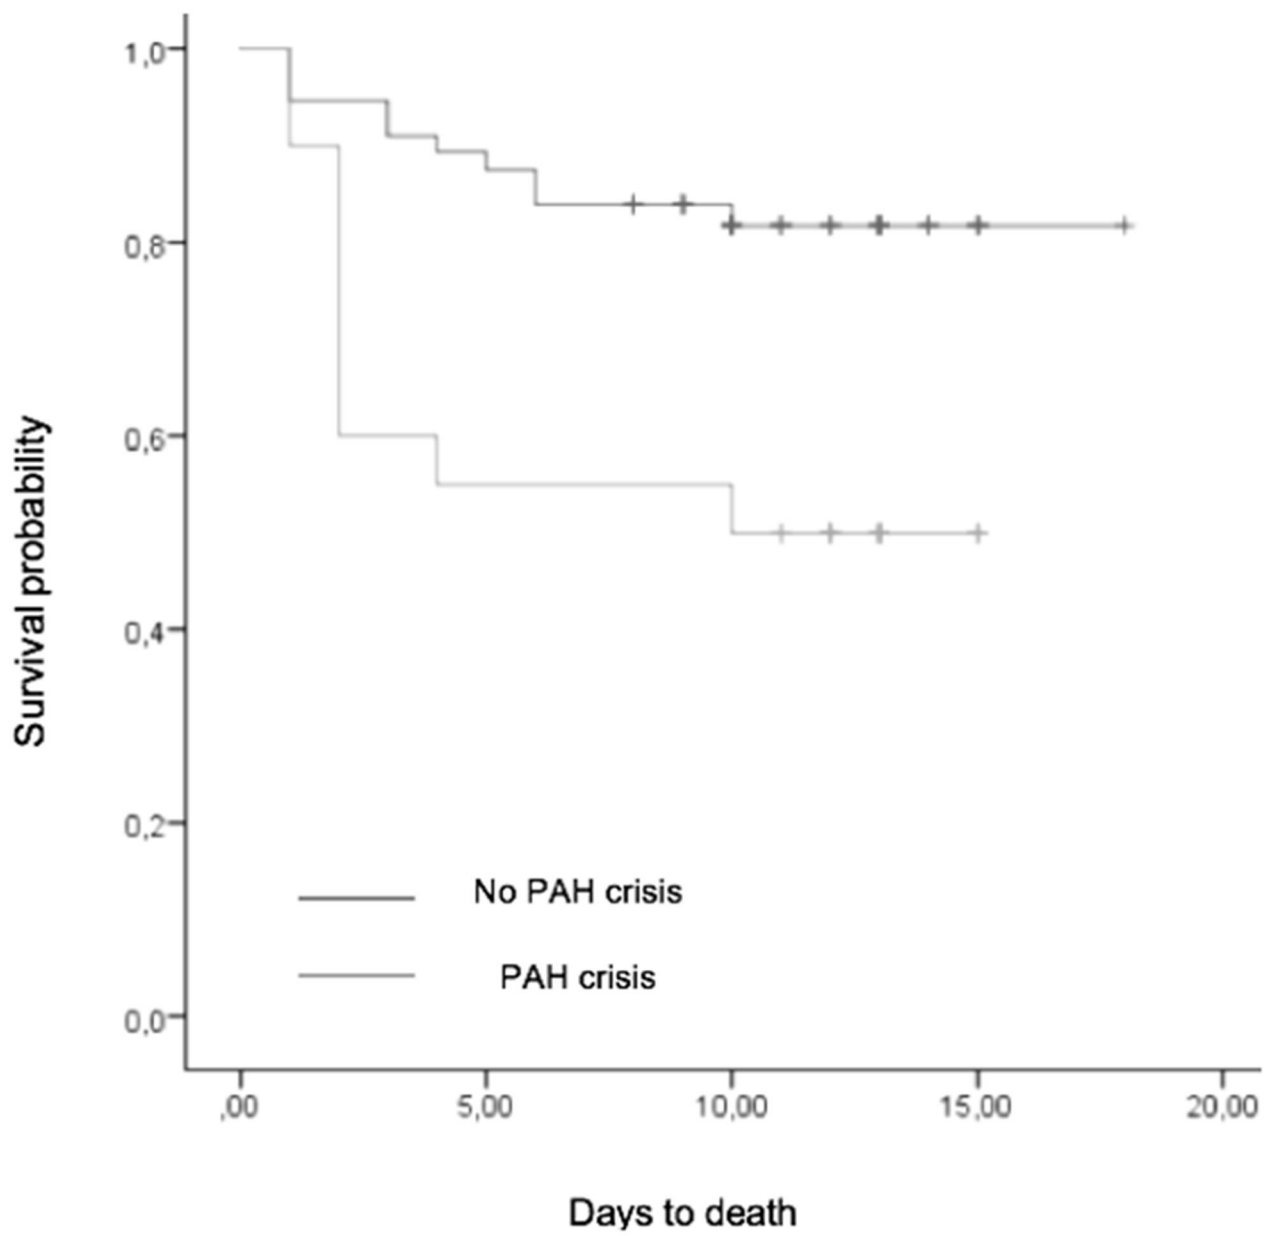 1,0
0,8
0,6
0,4
0,2
0,0
Survival probability
No PAH crisis
PAH crisis
,00 5,00 10,00 15,00 20,00
Days to death